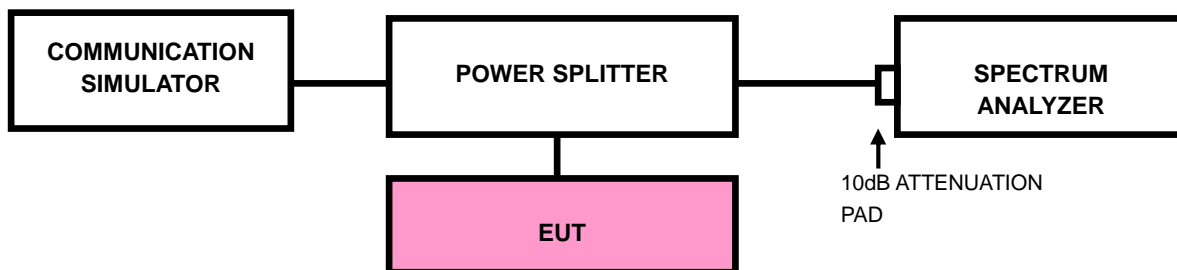 COMMUNICATION
SIMULATOR
POWER SPLITTER
SPECTRUM
ANALYZER
10dB ATTENUATION
PAD
EUT